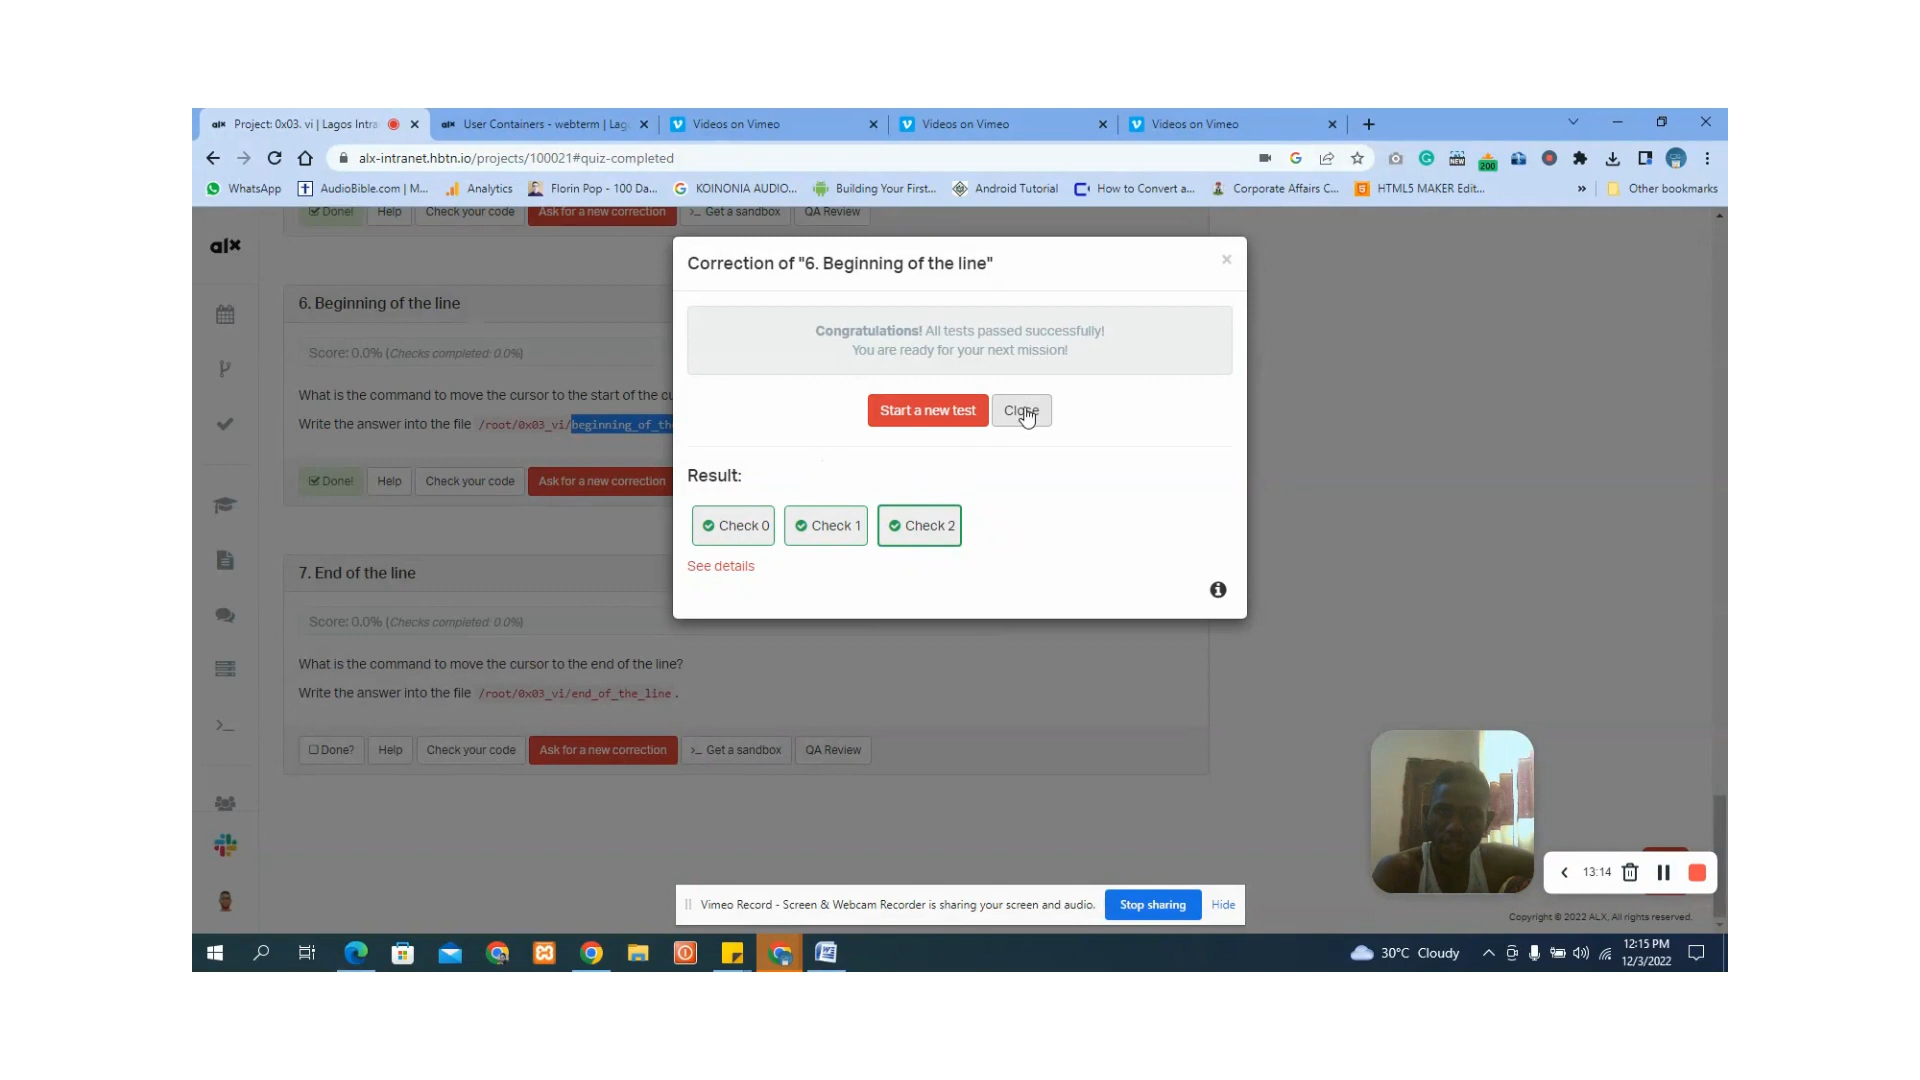 Project: 0x03. vi | Lagos Intra
User Containers - webterm | Lag
Videos on Vimeo
Videos on Vimeo
Videos on Vimeo
alx-intranet.hbtn.io/projects/100021#quiz-completed
NEW
200
WhatsApp
AudioBible.com | M...
Analytics
Florin Pop - 100 Da...
KOINONIA AUDIO...
Building Your First...
Android Tutorial
How to Convert a...
Corporate Affairs C...
HTML5 MAKER Edit...
»
Other bookmarks
alx
Done!
Help
Check your code
Ask for a new correction
>_ Get a sandbox
QA Review
6. Beginning of the line
Score: 0.0% (Checks completed: 0.0%)
What is the command to move the cursor to the start of the cu
Write the answer into the file /root/0x03_vi/beginning_of_the
Done!
Help
Check your code
Ask for a new correction
Correction of "6. Beginning of the line"
×
Congratulations! All tests passed successfully!
You are ready for your next mission!
Start a new test
Close
Result:
Check 0
Check 1
Check 2
See details
7. End of the line
Score: 0.0% (Checks completed: 0.0%)
What is the command to move the cursor to the end of the line?
Write the answer into the file /root/0x03_vi/end_of_the_line .
Done?
Help
Check your code
Ask for a new correction
>_ Get a sandbox
QA Review
13:14
Vimeo Record - Screen & Webcam Recorder is sharing your screen and audio.
Stop sharing
Hide
Copyright © 2022 ALX, All rights reserved.
30°C Cloudy
12:15 PM
12/3/2022